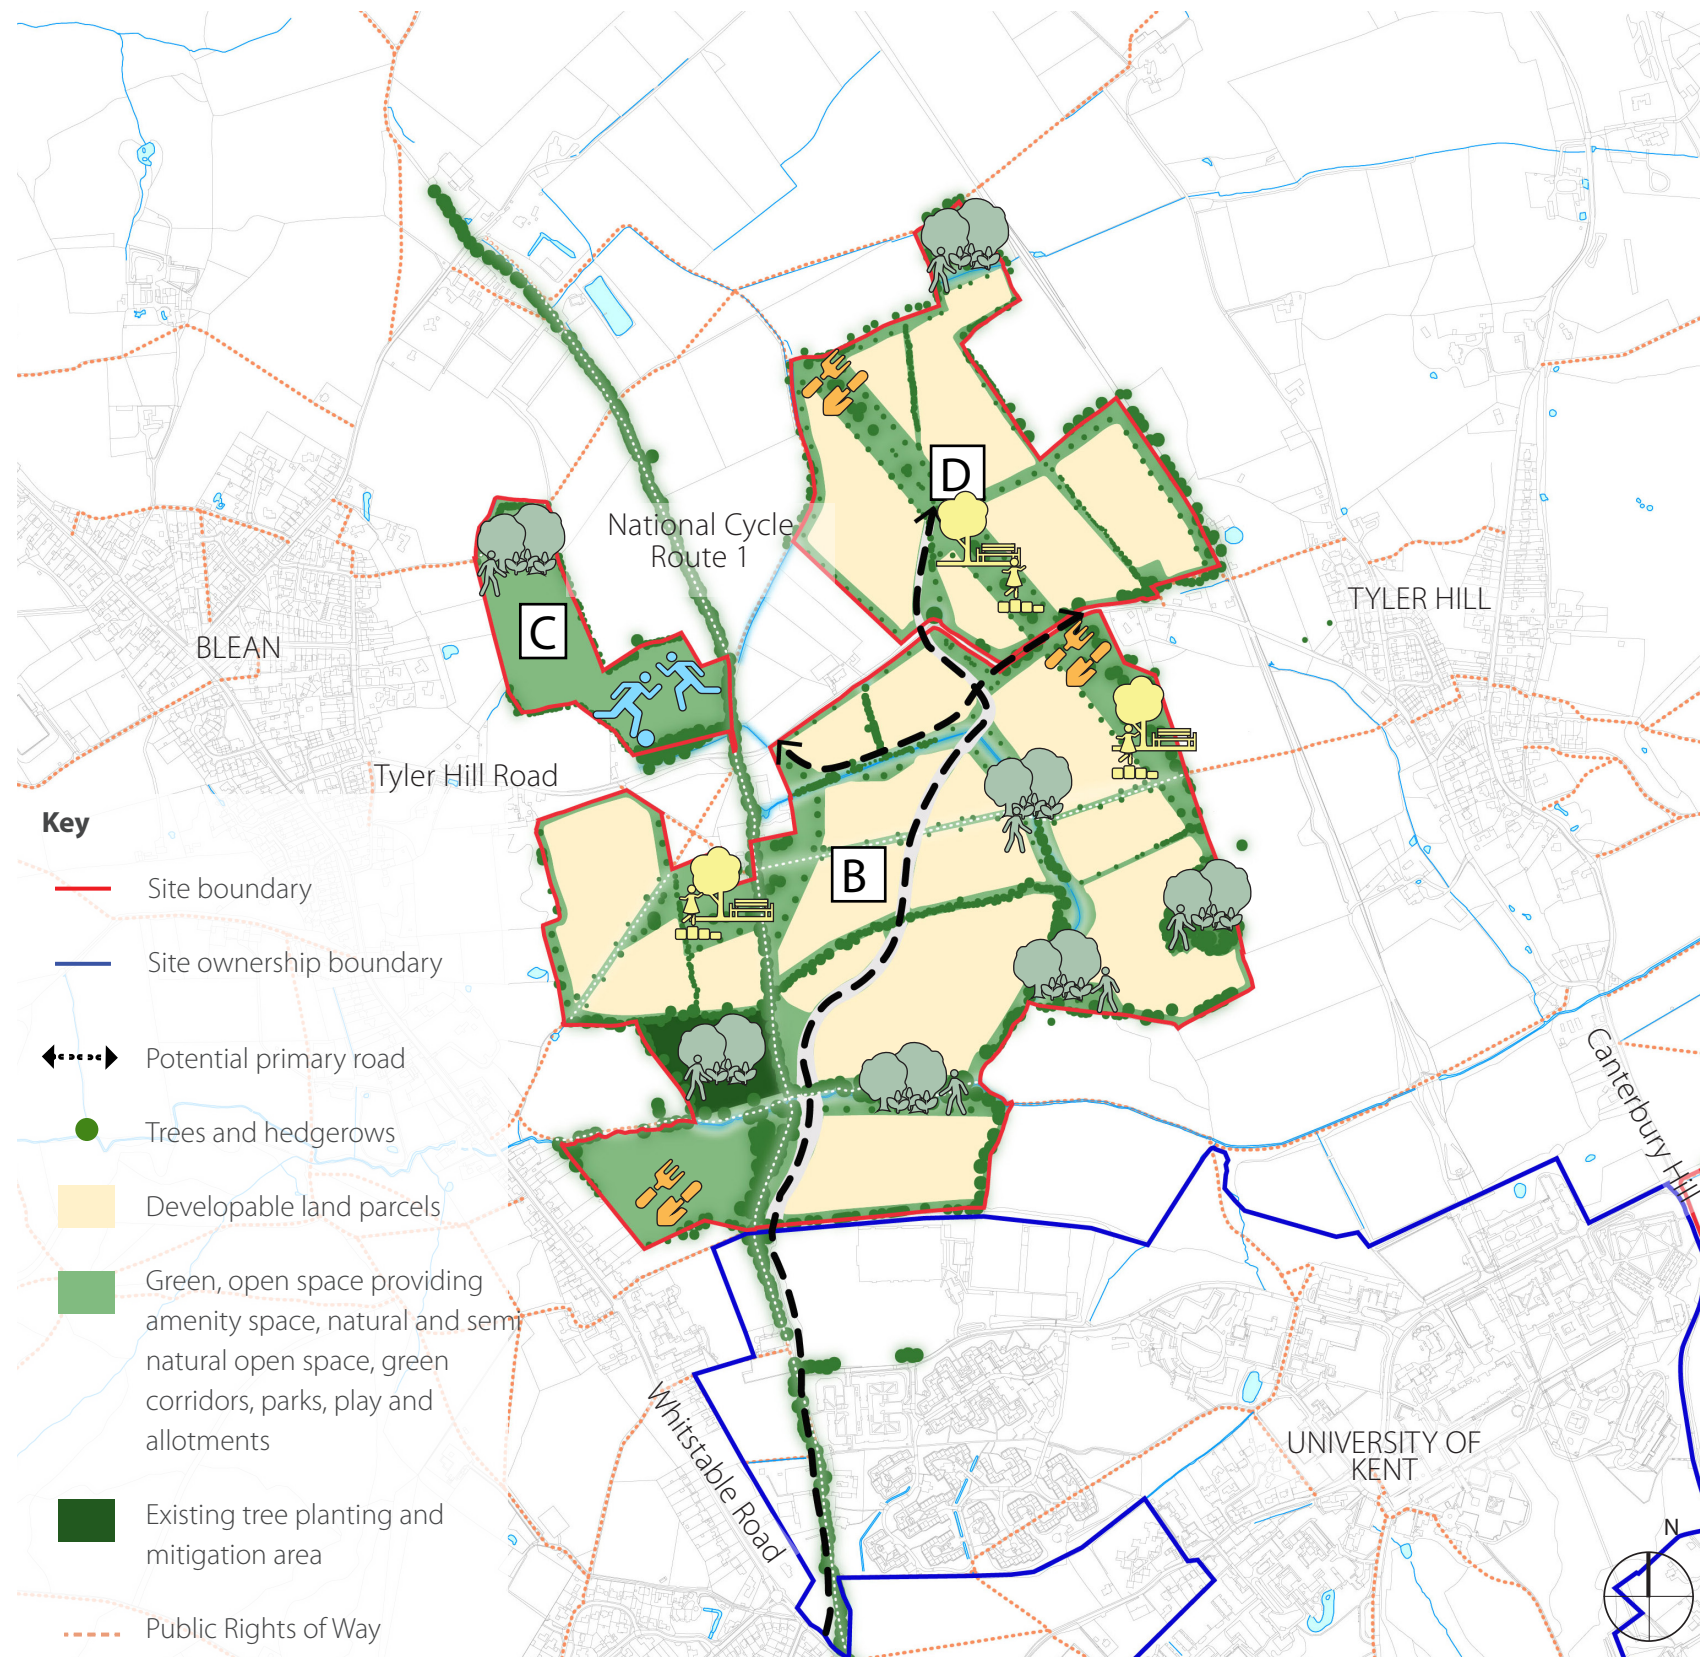 D
National Cycle
Route 1
TYLER HILL
C
BLEAN
Tyler Hill Road
B
Key
Site boundary
Site ownership boundary
Potential primary road
Trees and hedgerows
Developable land parcels
Green, open space providing
amenity space, natural and semi
natural open space, green
corridors, parks, play and
allotments
Existing tree planting and
mitigation area
Public Rights of Way
Canterbury Hill
Whitstable Road
UNIVERSITY OF
KENT
N